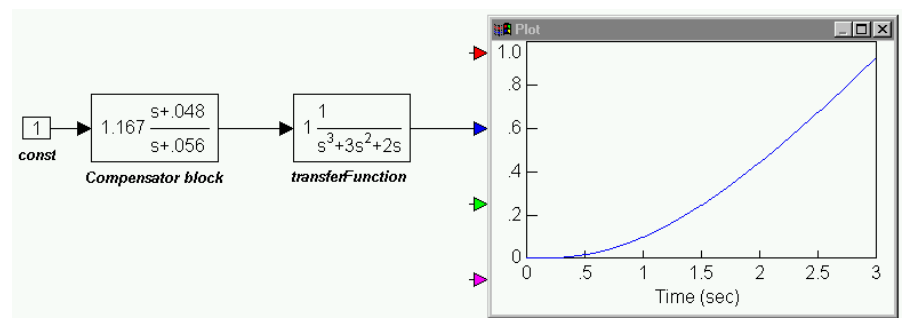 Plot
1
const
1.167 s+.048
s+.056
Compensator block
1 1
s³+3s²+2s
transferFunction
1.0
.8
.6
.4
.2
0
0 .5 1 1.5 2 2.5 3
Time (sec)